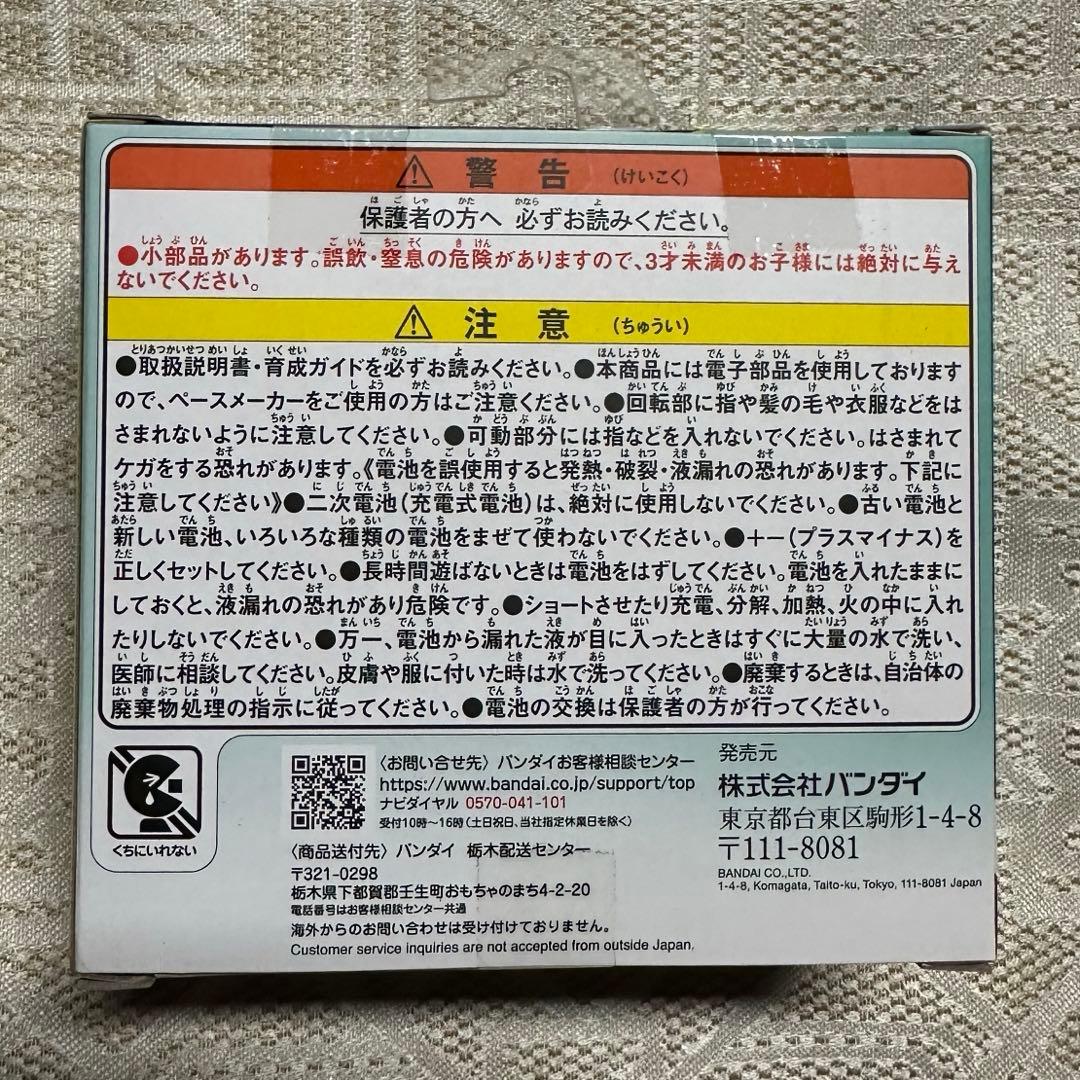 警告 (けいこく)
保護者の方へ 必ずお読みください。
●小部品があります。誤飲・窒息の危険がありますので、3才未満のお子様には絶対に与え
ないでください。
注意 (ちゅうい)
●取扱説明書・育成ガイドを必ずお読みください。●本商品には電子部品を使用しております
ので、ペースメーカーをご使用の方はご注意ください。●回転部に指や髪の毛や衣服などをは
さまれないように注意してください。●可動部分には指などを入れないでください。はさまれて
ケガをする恐れがあります。《電池を誤使用すると発熱・破裂・液漏れの恐れがあります。下記に
注意してください》●二次電池(充電式電池)は、絶対に使用しないでください。●古い電池と
新しい電池、いろいろな種類の電池をまぜて使わないでください。●+−(プラスマイナス)を
正しくセットしてください。●長時間遊ばないときは電池をはずしてください。電池を入れたままに
しておくと、液漏れの恐れがあり危険です。●ショートさせたり充電、分解、加熱、火の中に入れ
たりしないでください。●万一、電池から漏れた液が目に入ったときはすぐに大量の水で洗い、
医師に相談してください。皮膚や服に付いた時は水で洗ってください。●廃棄するときは、自治体の
廃棄物処理の指示に従ってください。●電池の交換は保護者の方が行ってください。
くちにいれない
〈お問い合せ先〉バンダイお客様相談センター
https://www.bandai.co.jp/support/top
ナビダイヤル 0570-041-101
受付10時〜16時(土日祝日、当社指定休業日を除く)
〈商品送付先〉バンダイ 栃木配送センター
〒321-0298
栃木県下都賀郡壬生町おもちゃのまち4-2-20
電話番号はお客様相談センター共通
海外からのお問い合わせは受け付けておりません。
Customer service inquiries are not accepted from outside Japan.
発売元
株式会社バンダイ
東京都台東区駒形1-4-8
〒111-8081
BANDAI CO.,LTD.
1-4-8, Komagata, Taito-ku, Tokyo, 111-8081 Japan